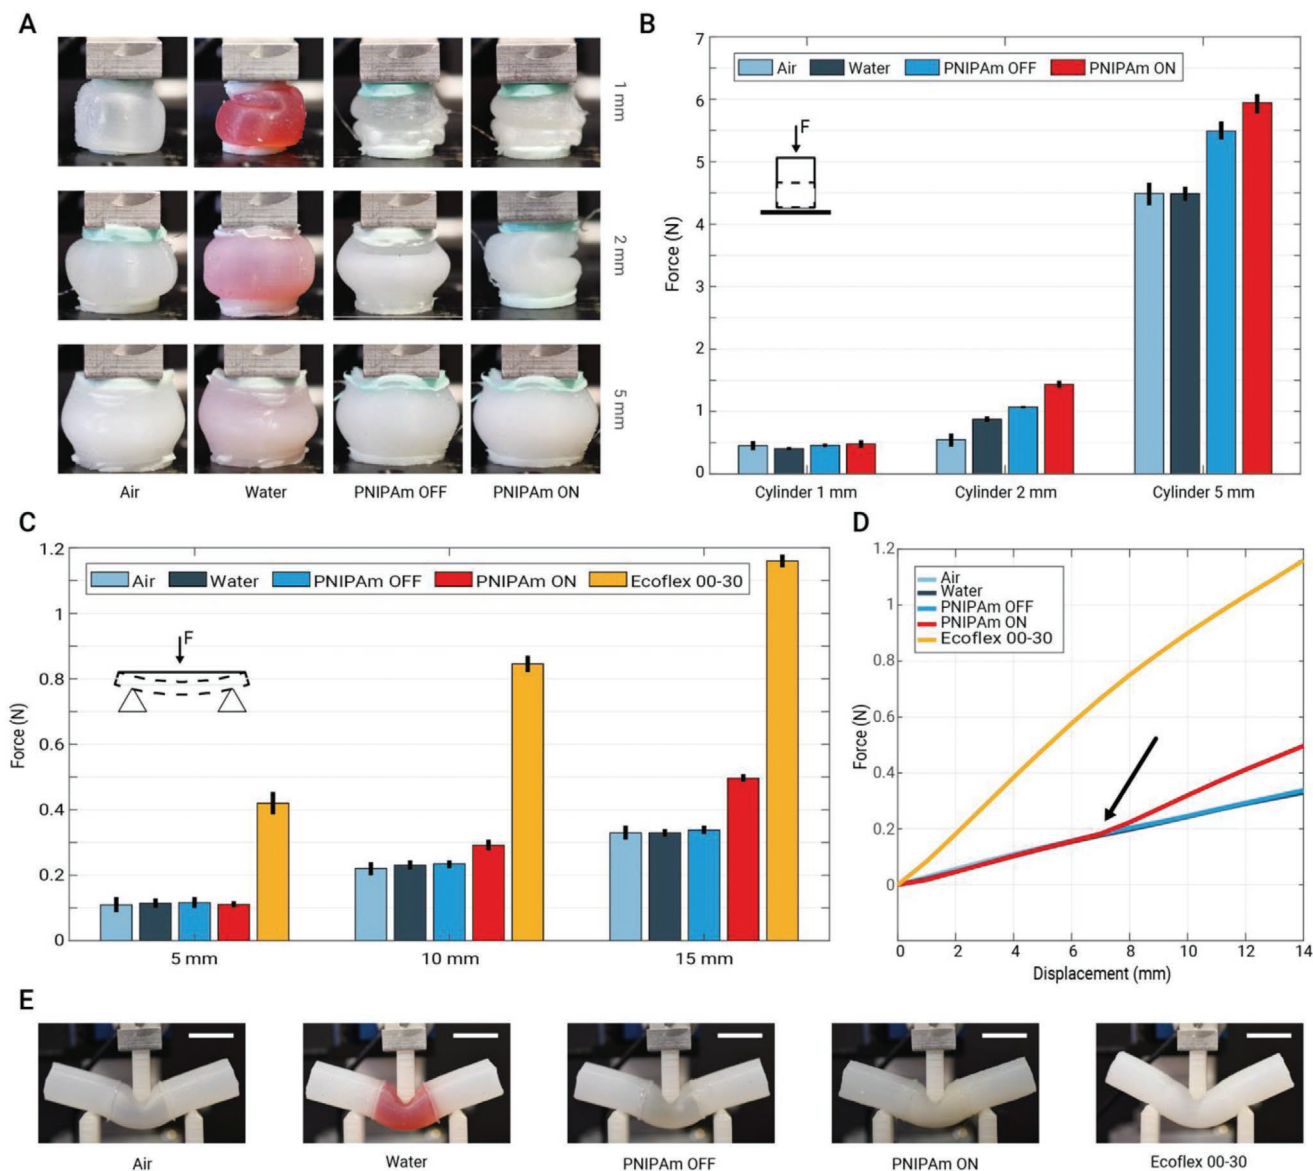 A
1 mm
2 mm
5 mm
Air Water PNIPAm OFF PNIPAm ON
B
Air Water PNIPAm OFF PNIPAm ON
F
Force (N)
7
6
5
4
3
2
1
0
Cylinder 1 mm Cylinder 2 mm Cylinder 5 mm
C
Air Water PNIPAm OFF PNIPAm ON Ecoflex 00-30
F
Force (N)
1.2
1
0.8
0.6
0.4
0.2
0
5 mm 10 mm 15 mm
D
Air
Water
PNIPAm OFF
PNIPAm ON
Ecoflex 00-30
Force (N)
1.2
1
0.8
0.6
0.4
0.2
0
0 2 4 6 8 10 12 14
Displacement (mm)
E
Air Water PNIPAm OFF PNIPAm ON Ecoflex 00-30